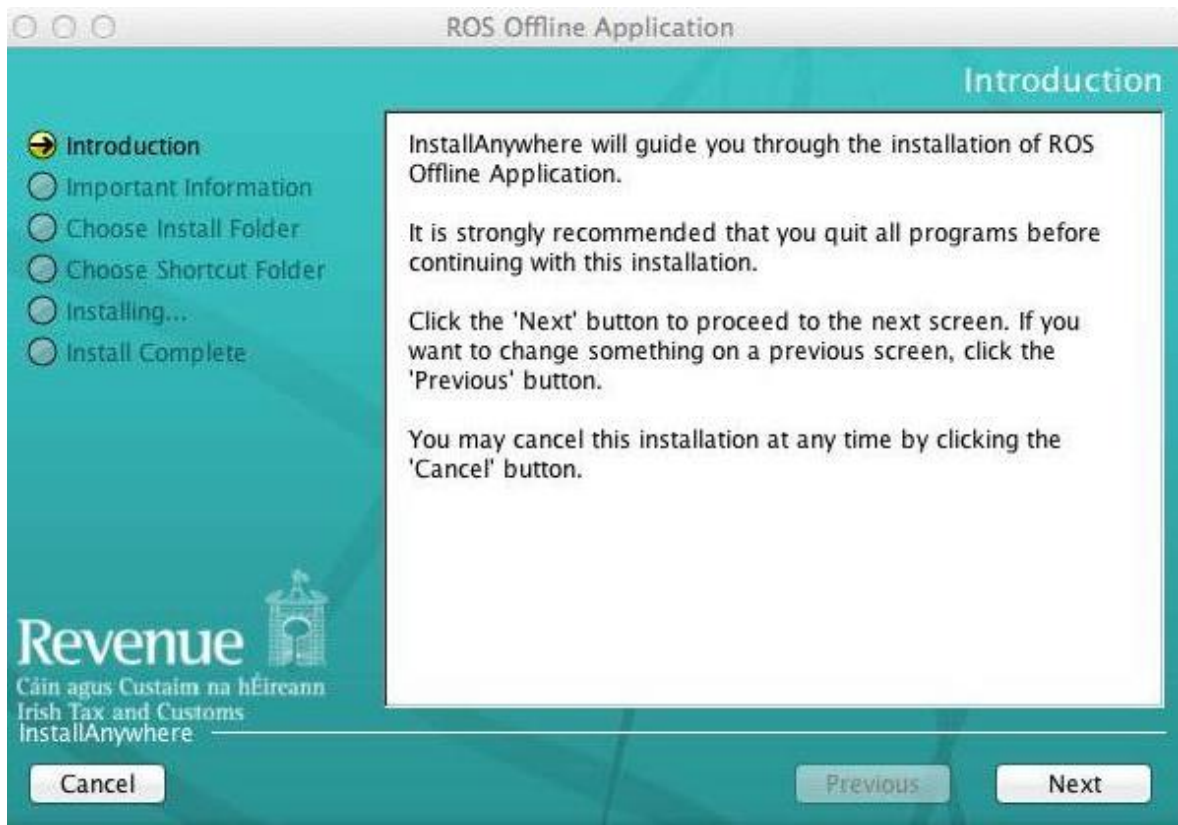 ROS Offline Application
Introduction
Introduction
Important Information
Choose Install Folder
Choose Shortcut Folder
Installing...
Install Complete
InstallAnywhere will guide you through the installation of ROS
Offline Application.
It is strongly recommended that you quit all programs before
continuing with this installation.
Click the 'Next' button to proceed to the next screen. If you
want to change something on a previous screen, click the
'Previous' button.
You may cancel this installation at any time by clicking the
'Cancel' button.
Revenue
Cáin agus Custaim na hÉireann
Irish Tax and Customs
InstallAnywhere
Cancel
Previous
Next